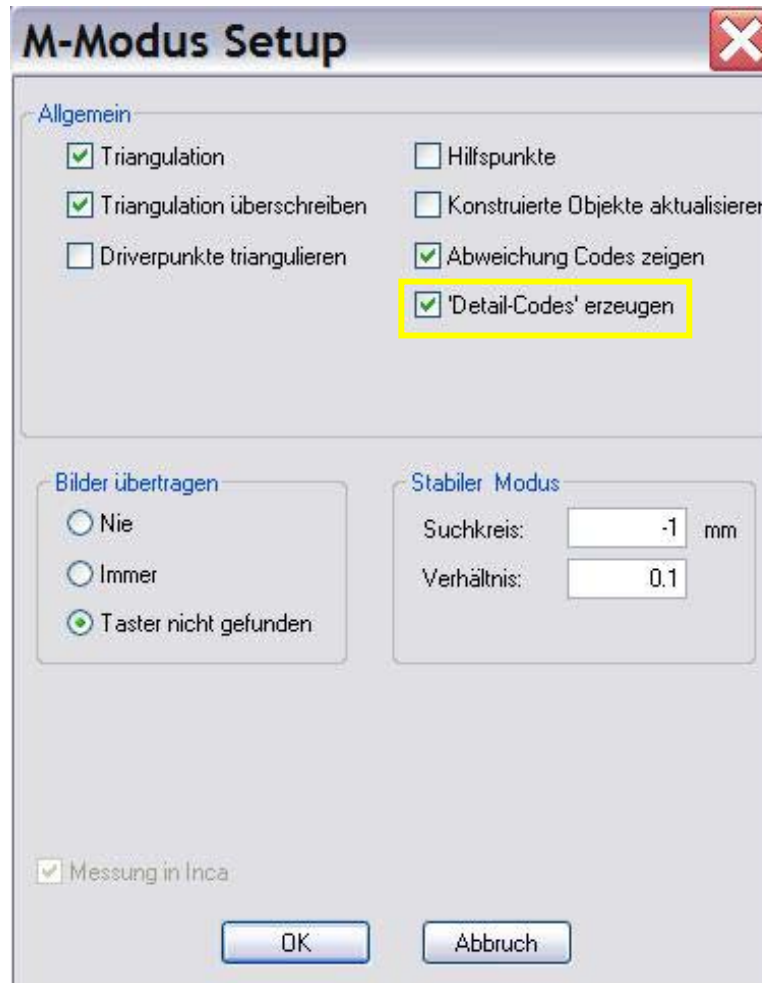 M-Modus Setup
Allgemein
Triangulation
Hilfspunkte
Triangulation überschreiben
Konstruierte Objekte aktualisieren
Driverpunkte triangulieren
Abweichung Codes zeigen
'Detail-Codes' erzeugen
Bilder übertragen
Nie
Immer
Taster nicht gefunden
Stabiler Modus
Suchkreis: -1 mm
Verhältnis: 0.1
Messung in Inca
OK
Abbruch